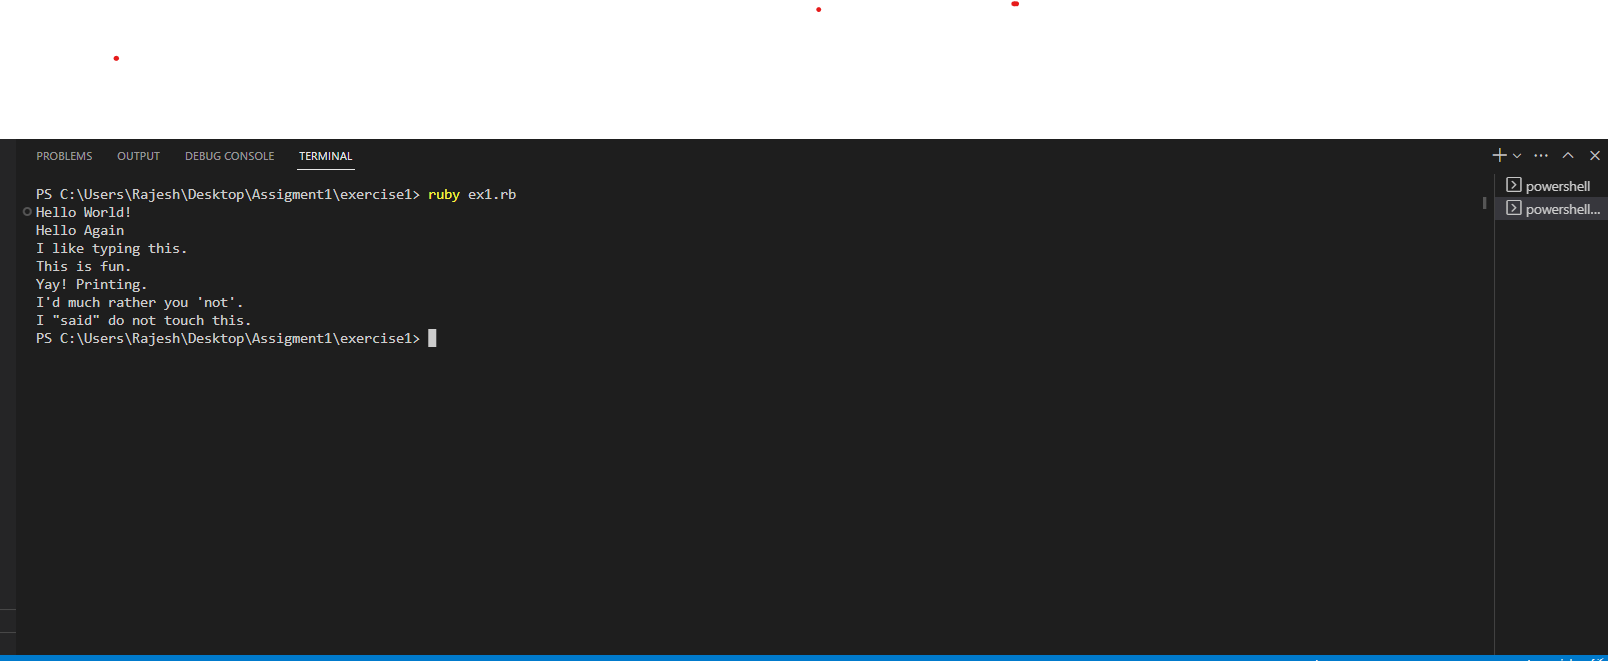 PROBLEMS OUTPUT DEBUG CONSOLE TERMINAL
PS C:\Users\Rajesh\Desktop\Assigment1\exercise1> ruby ex1.rb
Hello World!
Hello Again
I like typing this.
This is fun.
Yay! Printing.
I'd much rather you 'not'.
I "said" do not touch this.
PS C:\Users\Rajesh\Desktop\Assigment1\exercise1>
powershell
powershell...